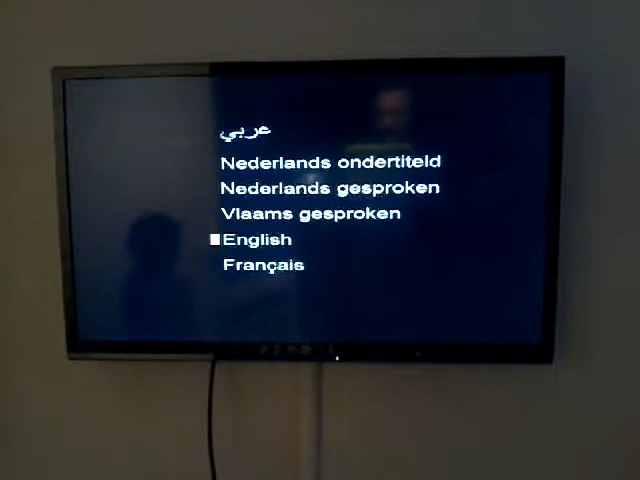 عربي
Nederlands ondertiteld
Nederlands gesproken
Vlaams gesproken
English
Français